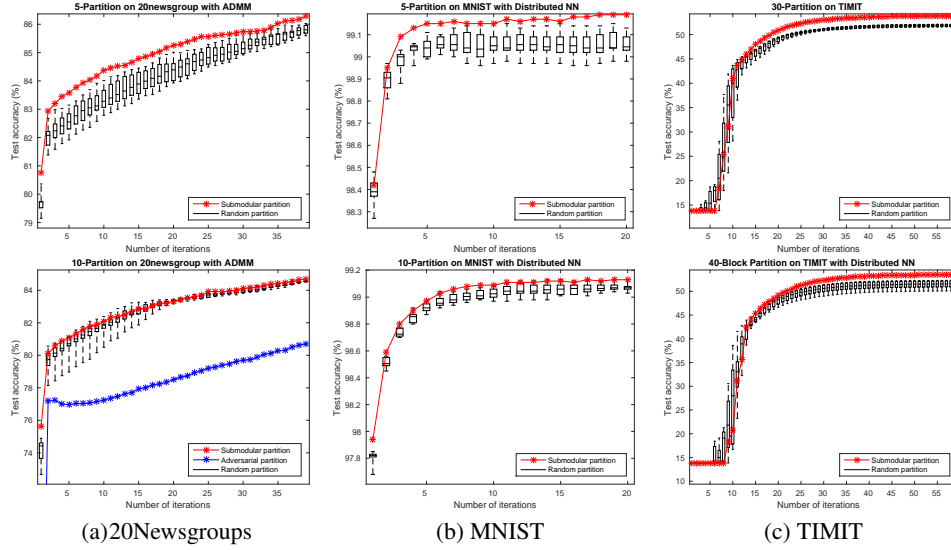 5-Partition on 20newsgroup with ADMM
Test accuracy (%)
86
85
84
83
82
81
80
79
5 10 15 20 25 30 35
Number of iterations
Submodular partition
Random partition
5-Partition on MNIST with Distributed NN
Test accuracy (%)
99.1
99
98.9
98.8
98.7
98.6
98.5
98.4
98.3
5 10 15 20
Number of iterations
Submodular partition
Random partition
30-Partition on TIMIT
Test accuracy (%)
50
45
40
35
30
25
20
15
10
5 10 15 20 25 30 35 40 45 50 55
Number of iterations
Submodular partition
Random partition
10-Partition on 20newsgroup with ADMM
Test accuracy (%)
84
82
80
78
76
74
5 10 15 20 25 30 35
Number of iterations
Submodular partition
Adversarial partition
Random partition
10-Partition on MNIST with Distributed NN
Test accuracy (%)
99.2
99
98.8
98.6
98.4
98.2
98
97.8
5 10 15 20
Number of iterations
Submodular partition
Random partition
40-Block Partition on TIMIT with Distributed NN
Test accuracy (%)
50
45
40
35
30
25
20
15
10
5 10 15 20 25 30 35 40 45 50 55
Number of iterations
Submodular partition
Random partition
(a)20Newsgroups
(b) MNIST
(c) TIMIT